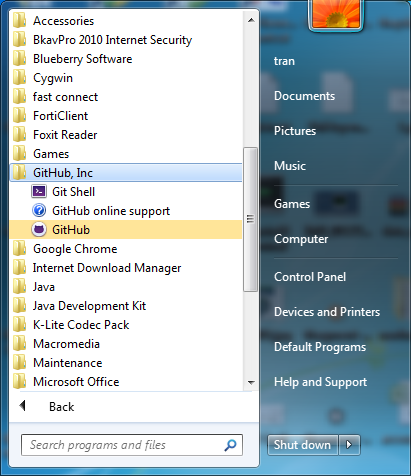 Accessories
BkavPro 2010 Internet Security
Blueberry Software
Cygwin
fast connect
FortiClient
Foxit Reader
Games
GitHub, Inc
Git Shell
GitHub online support
GitHub
Google Chrome
Internet Download Manager
Java
Java Development Kit
K-Lite Codec Pack
Macromedia
Maintenance
Microsoft Office
Back
Search programs and files
tran
Documents
Pictures
Music
Games
Computer
Control Panel
Devices and Printers
Default Programs
Help and Support
Shut down